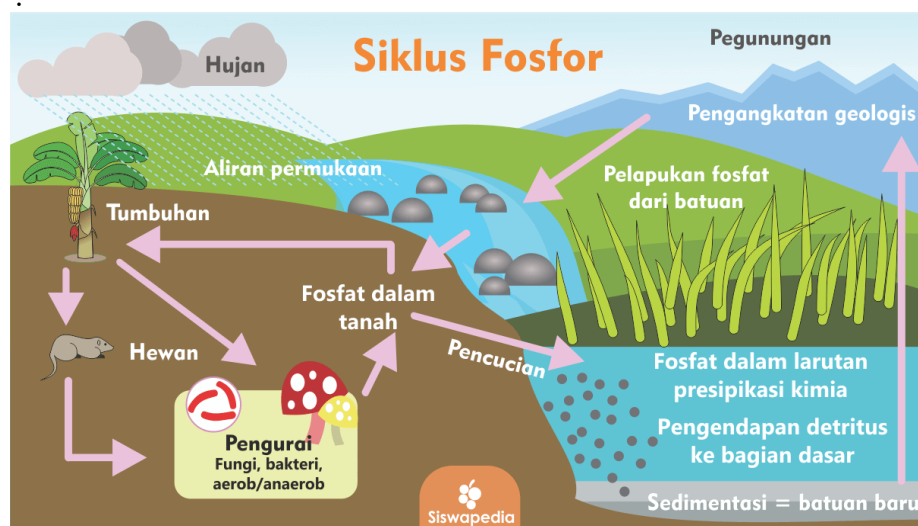 Siklus Fosfor
Pegunungan
Hujan
Pengangkatan geologis
Aliran permukaan
Pelapukan fosfat
dari batuan
Tumbuhan
Fosfat dalam
tanah
Hewan
Pencucian
Fosfat dalam larutan
presipikasi kimia
Pengendapan detritus
ke bagian dasar
Pengurai
Fungi, bakteri,
aerob/anaerob
Sedimentasi = batuan baru
Siswapedia